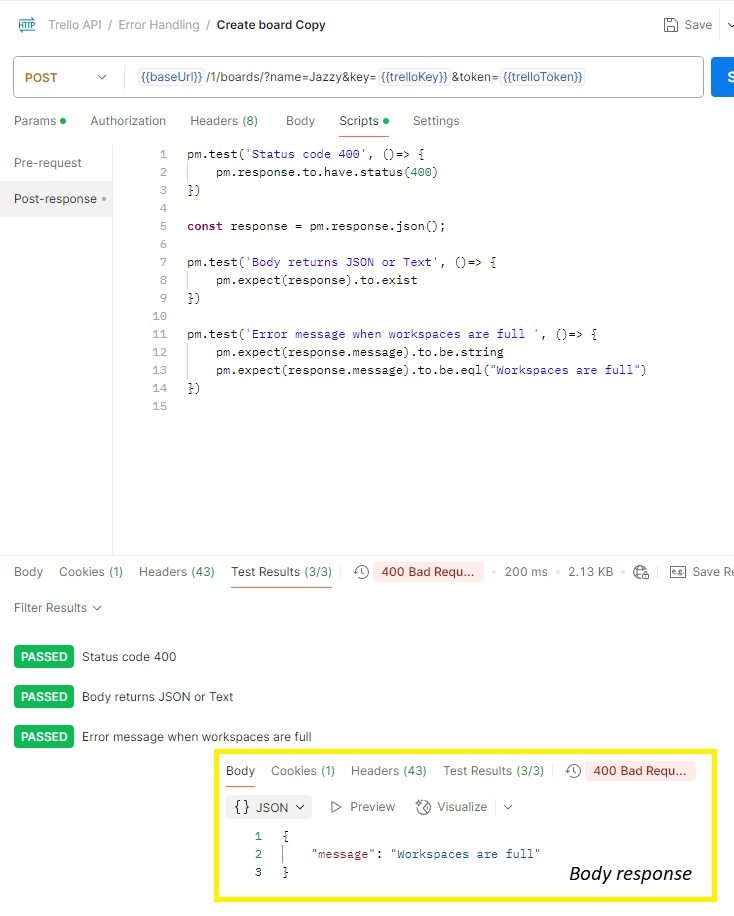 HTTP Trello API / Error Handling / Create board Copy Save
POST {{baseUrl}} /1/boards/?name=Jazzy&key= {{trelloKey}} &token= {{trelloToken}} S
Params Authorization Headers (8) Body Scripts Settings
Pre-request
Post-response
1 pm.test('Status code 400', ()=> {
2 pm.response.to.have.status(400)
3 })
4
5 const response = pm.response.json();
6
7 pm.test('Body returns JSON or Text', ()=> {
8 pm.expect(response).to.exist
9 })
10
11 pm.test('Error message when workspaces are full ', ()=> {
12 pm.expect(response.message).to.be.string
13 pm.expect(response.message).to.be.eql("Workspaces are full")
14 })
15
Body Cookies (1) Headers (43) Test Results (3/3) 400 Bad Requ... 200 ms 2.13 KB e.g. Save Re
Filter Results
PASSED Status code 400
PASSED Body returns JSON or Text
PASSED Error message when workspaces are full
Body Cookies (1) Headers (43) Test Results (3/3) 400 Bad Requ...
{} JSON Preview Visualize
1 {
2 "message": "Workspaces are full"
3 }
Body response